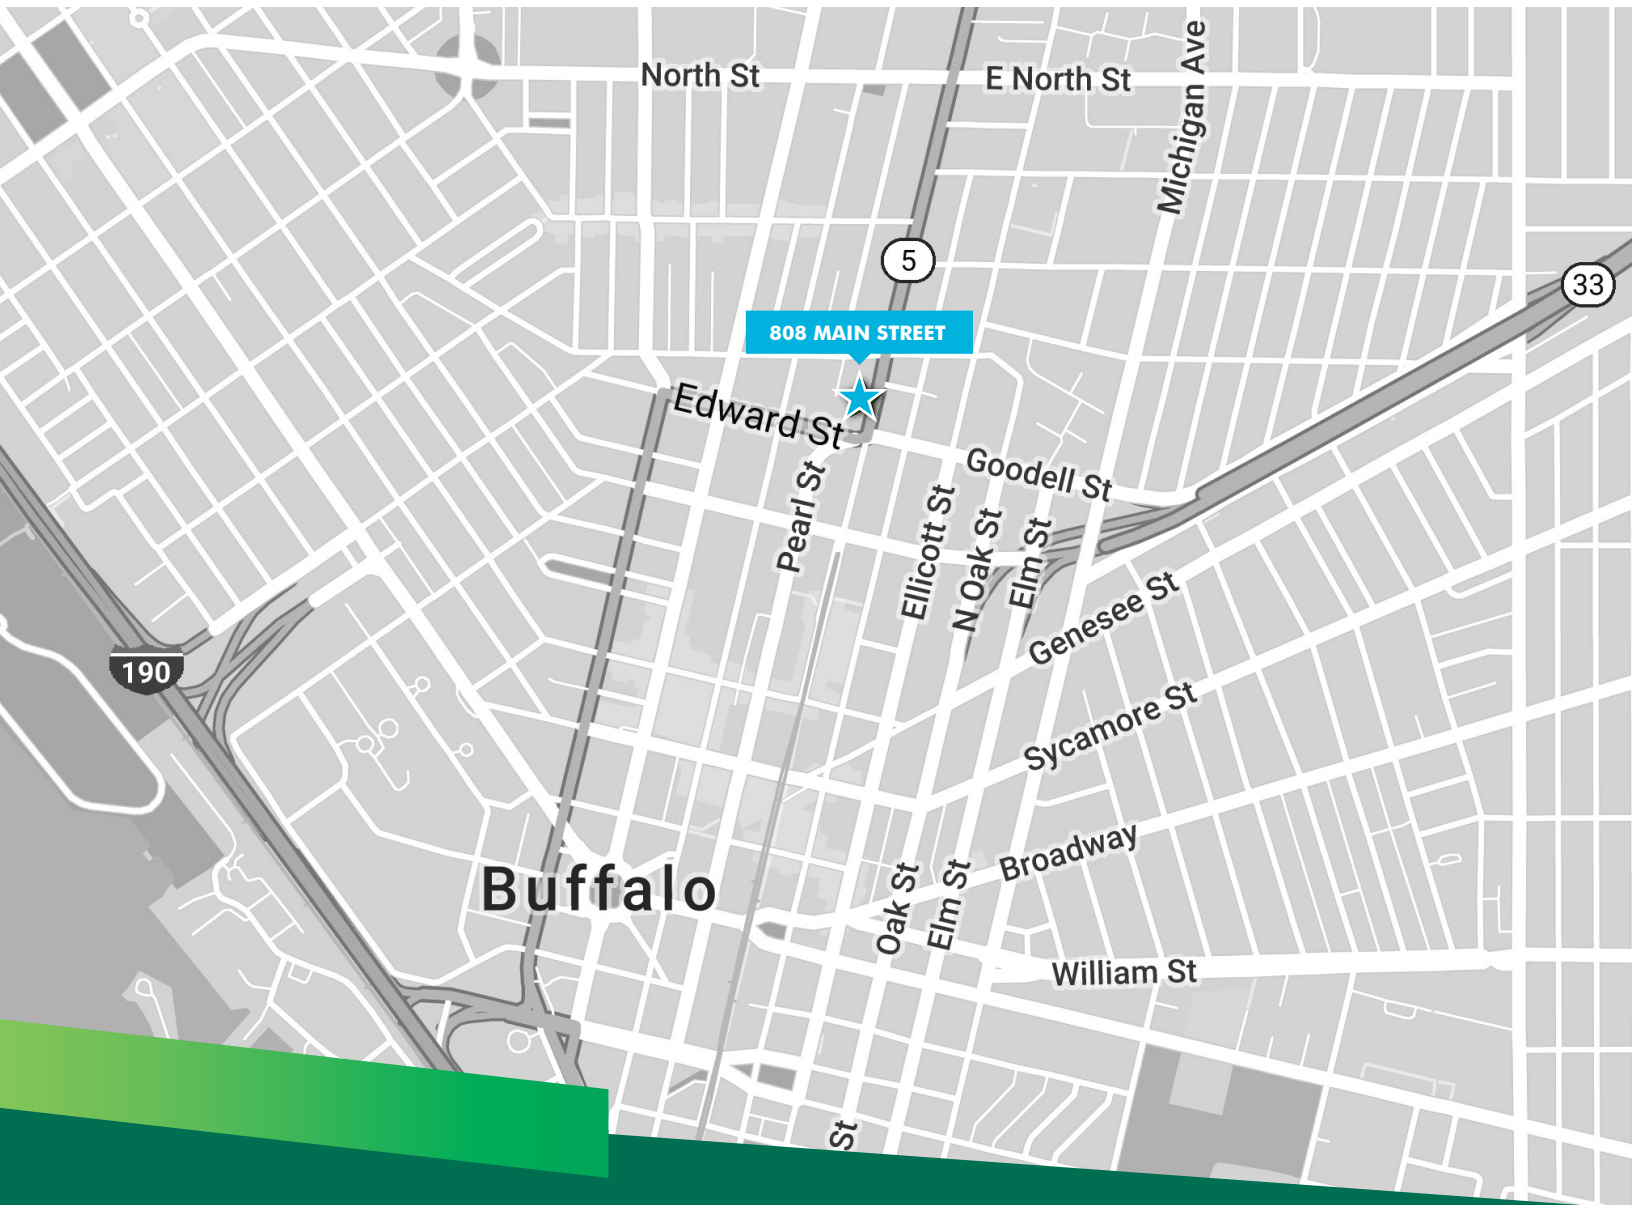 North St
E North St
Michigan Ave
5
33
808 MAIN STREET
Edward St
Goodell St
Pearl St
Ellicott St
N Oak St
Elm St
Genesee St
190
Sycamore St
Broadway
Buffalo
Oak St
Elm St
William St
St